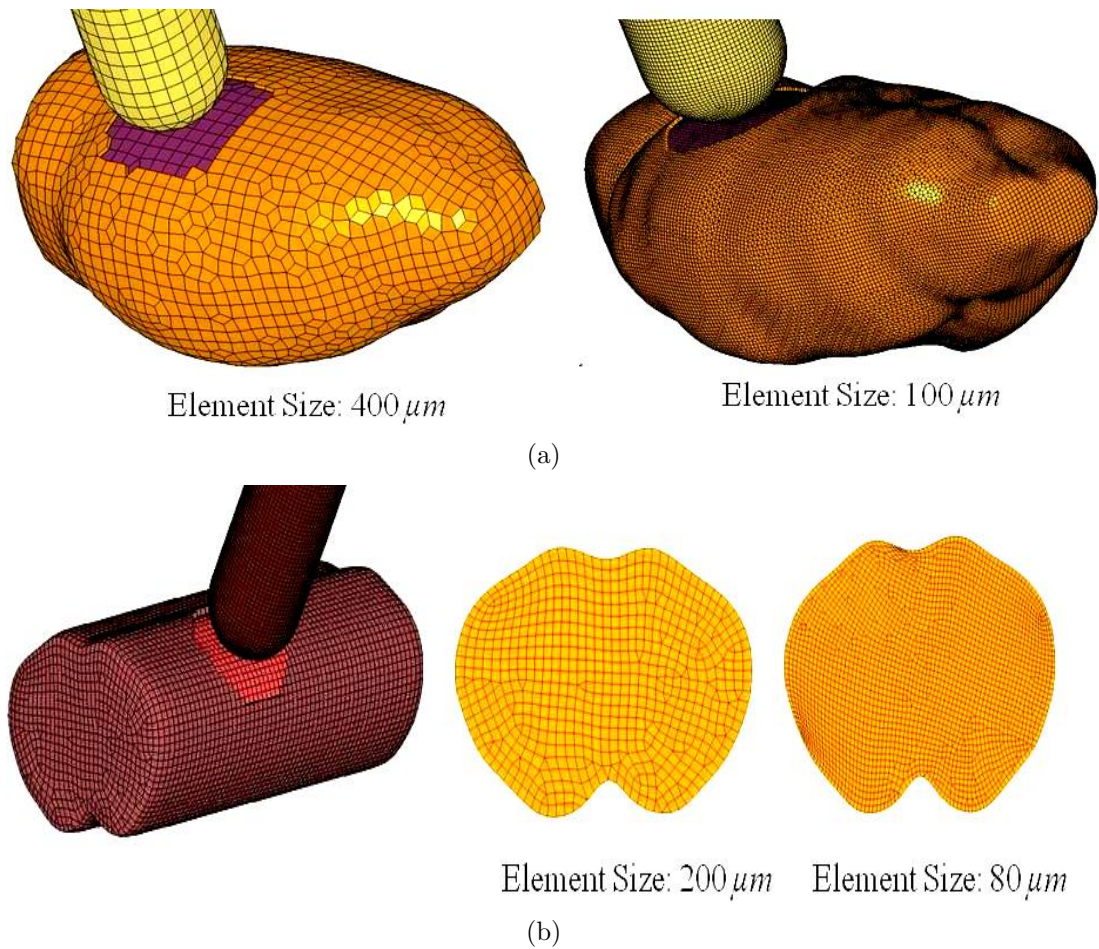 Element Size: 400 μm
Element Size: 100 μm
(a)
Element Size: 200 μm
Element Size: 80 μm
(b)